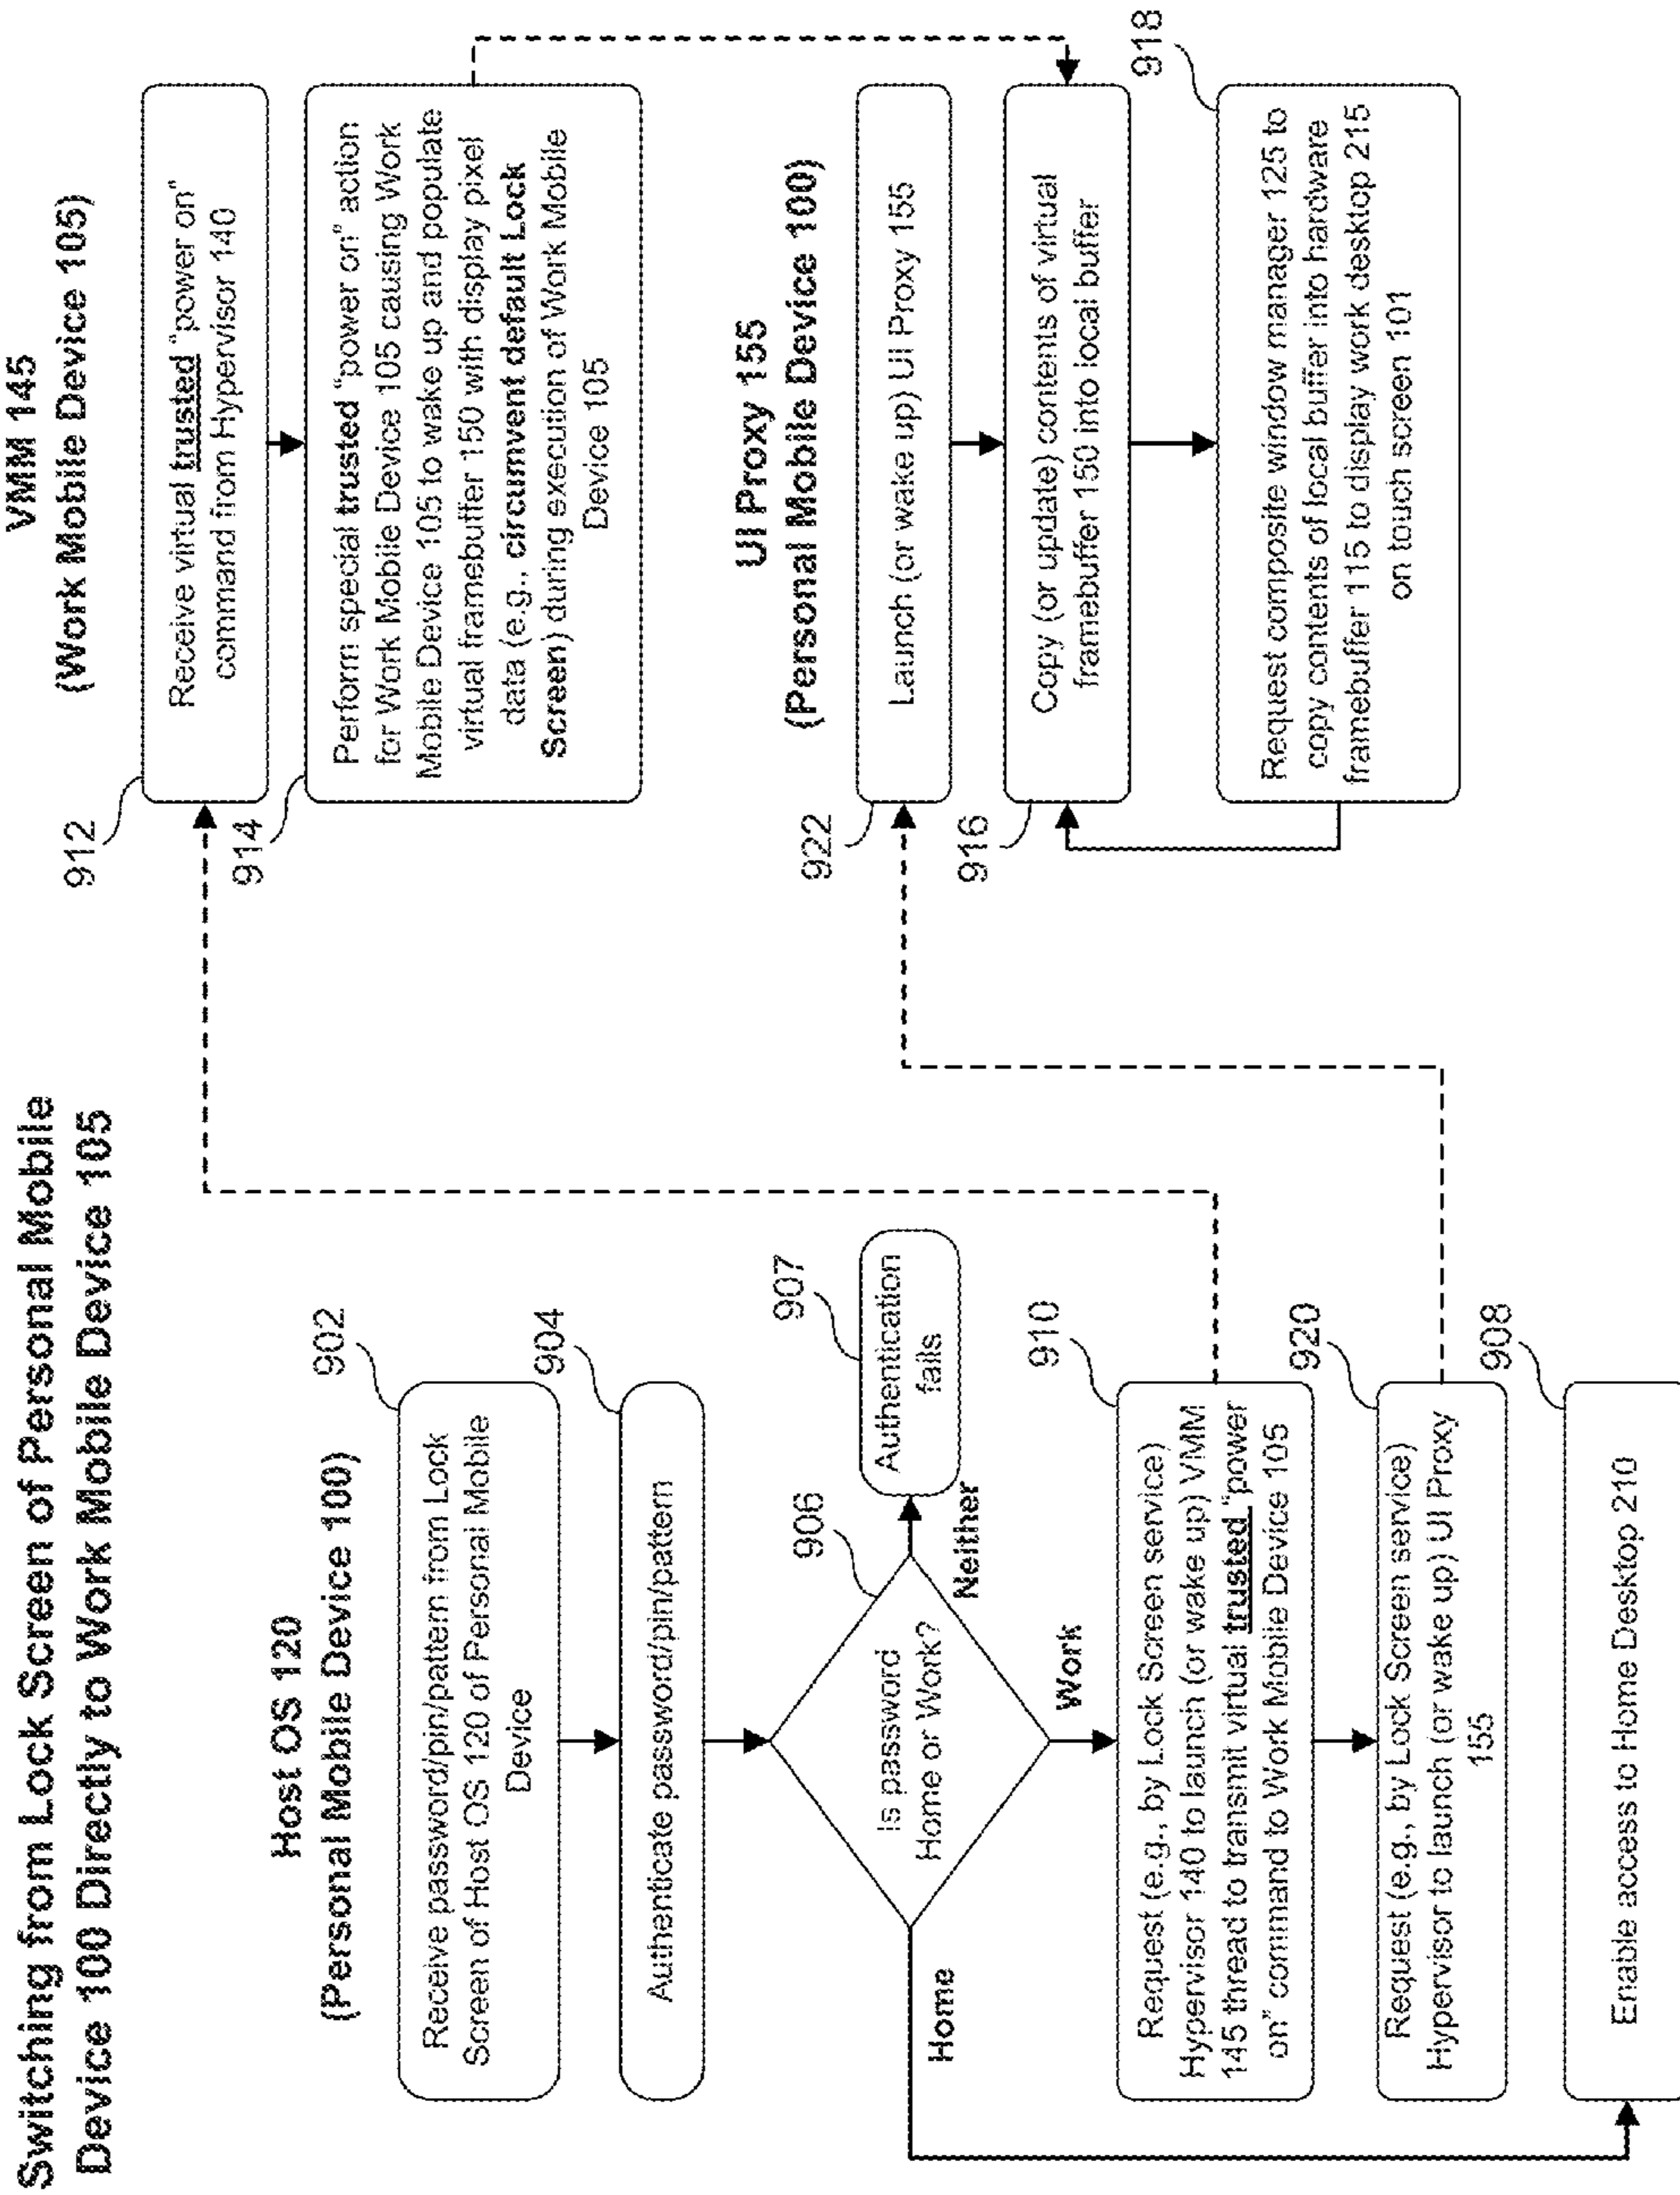 Switching from Lock Screen of Personal Mobile
Device 100 Directly to Work Mobile Device 105
Host OS 120
(Personal Mobile Device 100)
902
Receive password/pin/pattern from Lock
Screen of Host OS 120 of Personal Mobile
Device
904
Authenticate password/pin/pattern
906
Is password
Home or Work?
Neither
907
Authentication
fails
Home
Work
910
Request (e.g., by Lock Screen service)
Hypervisor 140 to launch (or wake up) VMM
145 thread to transmit virtual trusted "power
on" command to Work Mobile Device 105
920
Request (e.g., by Lock Screen service)
Hypervisor to launch (or wake up) UI Proxy
155
908
Enable access to Home Desktop 210
VMM 145
(Work Mobile Device 105)
912
Receive virtual trusted "power on"
command from Hypervisor 140
914
Perform special trusted "power on" action
for Work Mobile Device 105 causing Work
Mobile Device 105 to wake up and populate
virtual framebuffer 150 with display pixel
data (e.g., circumvent default Lock
Screen) during execution of Work Mobile
Device 105
UI Proxy 155
(Personal Mobile Device 100)
922
Launch (or wake up) UI Proxy 155
916
Copy (or update) contents of virtual
framebuffer 150 into local buffer
918
Request composite window manager 125 to
copy contents of local buffer into hardware
framebuffer 115 to display work desktop 215
on touch screen 101